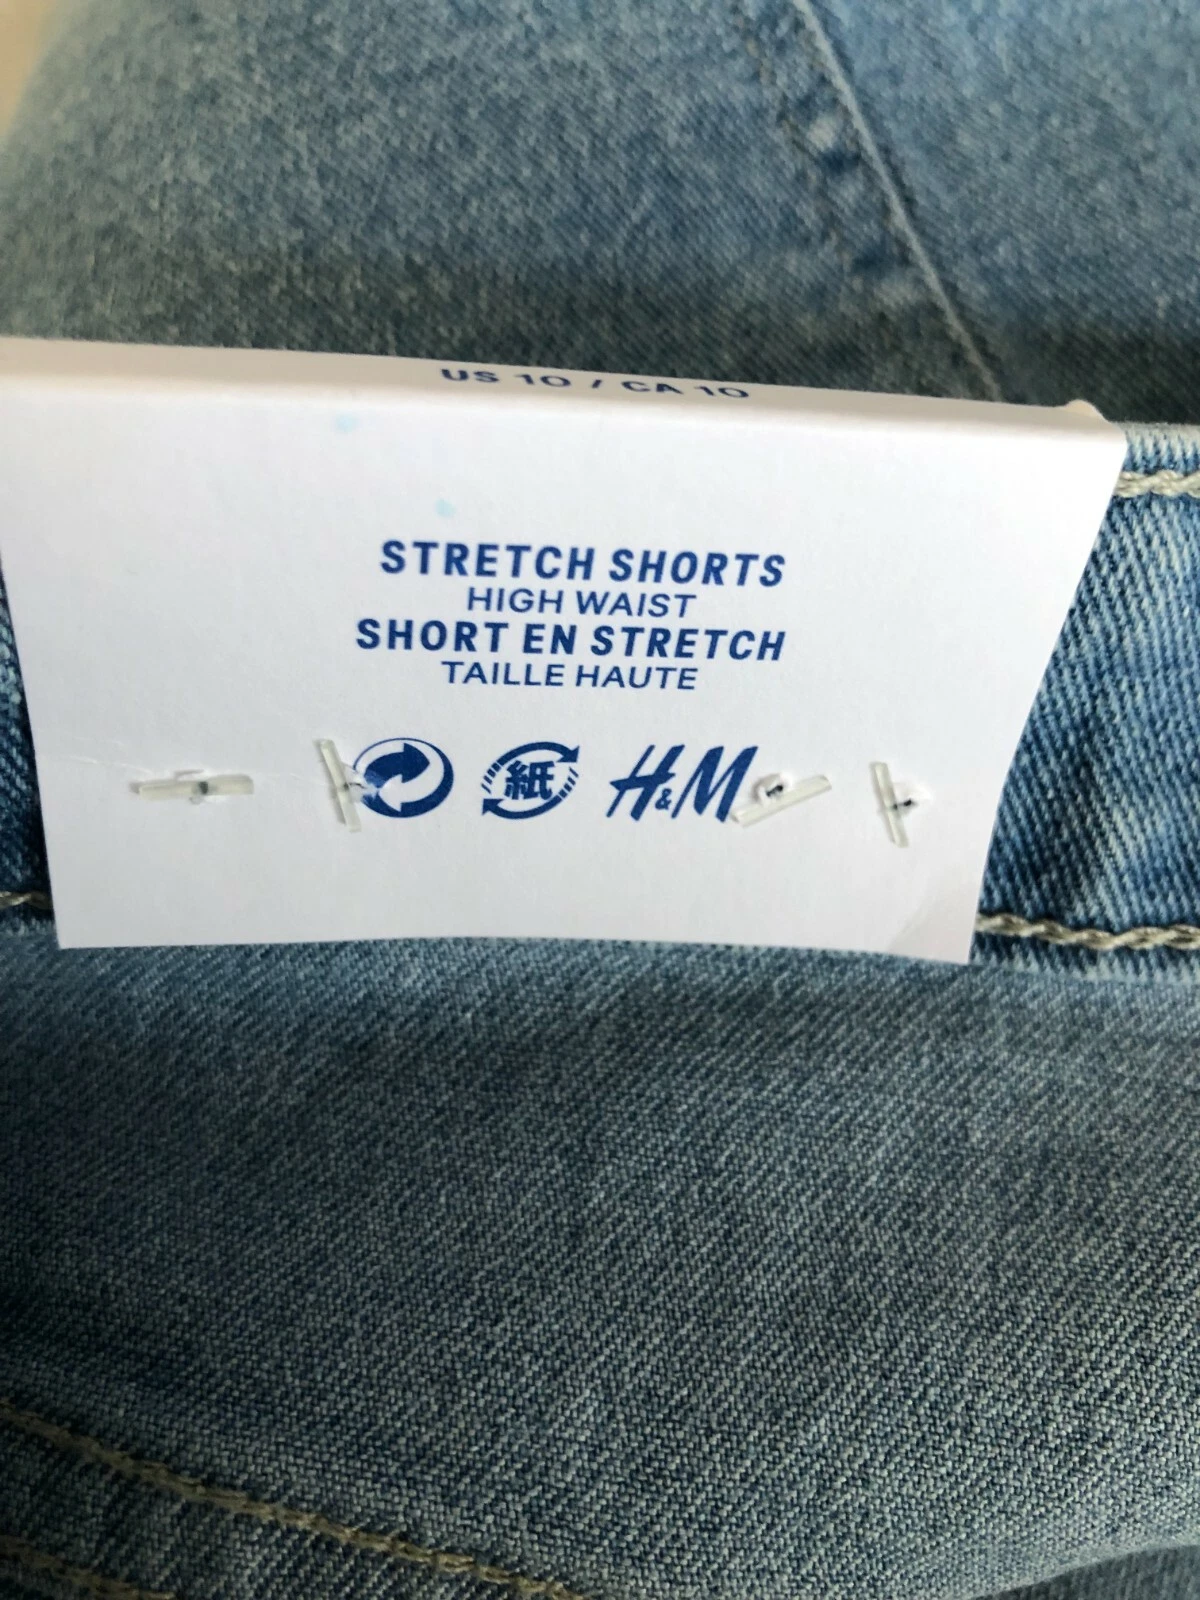 US 10 / CA 10
STRETCH SHORTS
HIGH WAIST
SHORT EN STRETCH
TAILLE HAUTE
紙 H&M